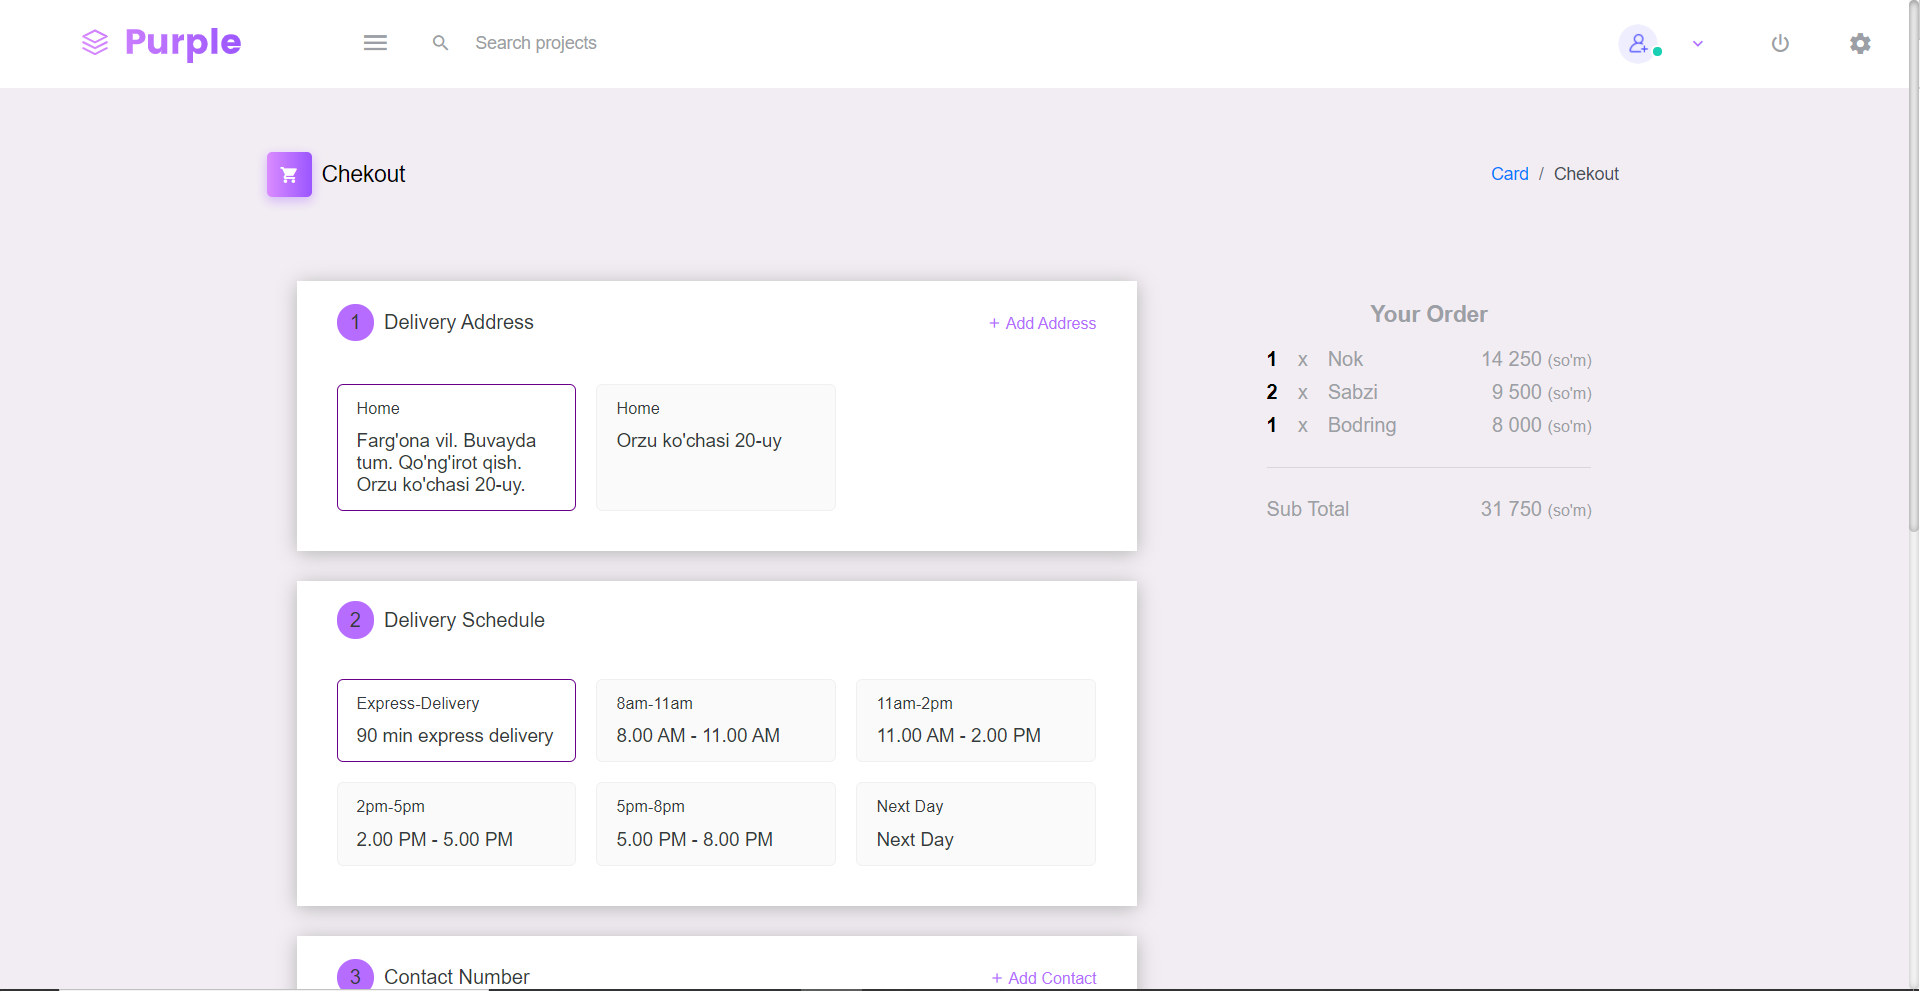 Purple
Search projects
Chekout
Card / Chekout
1 Delivery Address
+ Add Address
Home
Farg'ona vil. Buvayda
tum. Qo'ng'irot qish.
Orzu ko'chasi 20-uy.
Home
Orzu ko'chasi 20-uy
Your Order
1 x Nok 14 250 (so'm)
2 x Sabzi 9 500 (so'm)
1 x Bodring 8 000 (so'm)
Sub Total 31 750 (so'm)
2 Delivery Schedule
Express-Delivery
90 min express delivery
8am-11am
8.00 AM - 11.00 AM
11am-2pm
11.00 AM - 2.00 PM
2pm-5pm
2.00 PM - 5.00 PM
5pm-8pm
5.00 PM - 8.00 PM
Next Day
Next Day
3 Contact Number
+ Add Contact